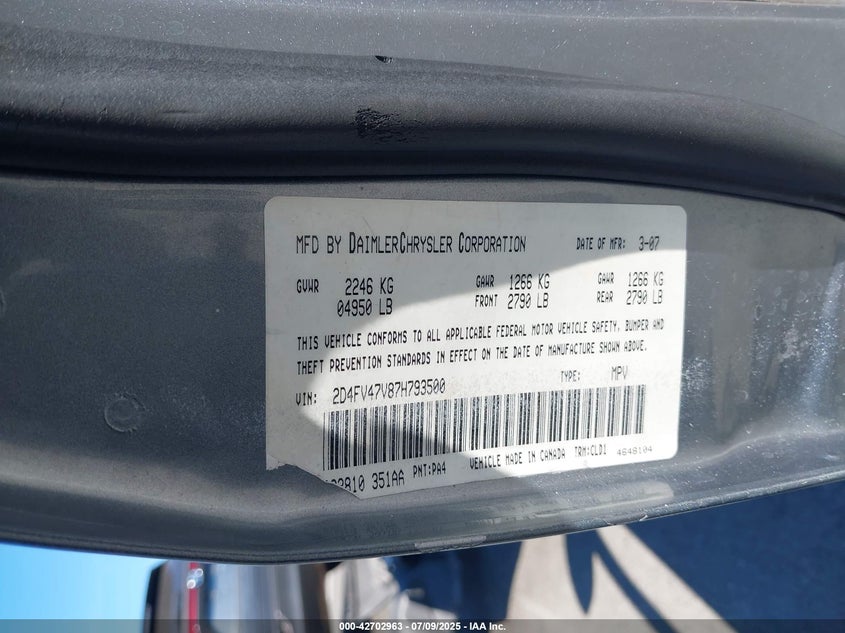 MFD BY DAIMLERCHRYSLER CORPORATION DATE OF MFR: 3-07
GVWR 2246 KG GAWR 1266 KG GAWR 1266 KG
04950 LB FRONT 2790 LB REAR 2790 LB
THIS VEHICLE CONFORMS TO ALL APPLICABLE FEDERAL MOTOR VEHICLE SAFETY, BUMPER AND
THEFT PREVENTION STANDARDS IN EFFECT ON THE DATE OF MANUFACTURE SHOWN ABOVE.
VIN: 2D4FV47V87H793500 TYPE: MPV
351AA PNT:PA4 VEHICLE MADE IN CANADA TRM:CLD1 4648104
000-42702963 - 07/09/2025 - IAA Inc.